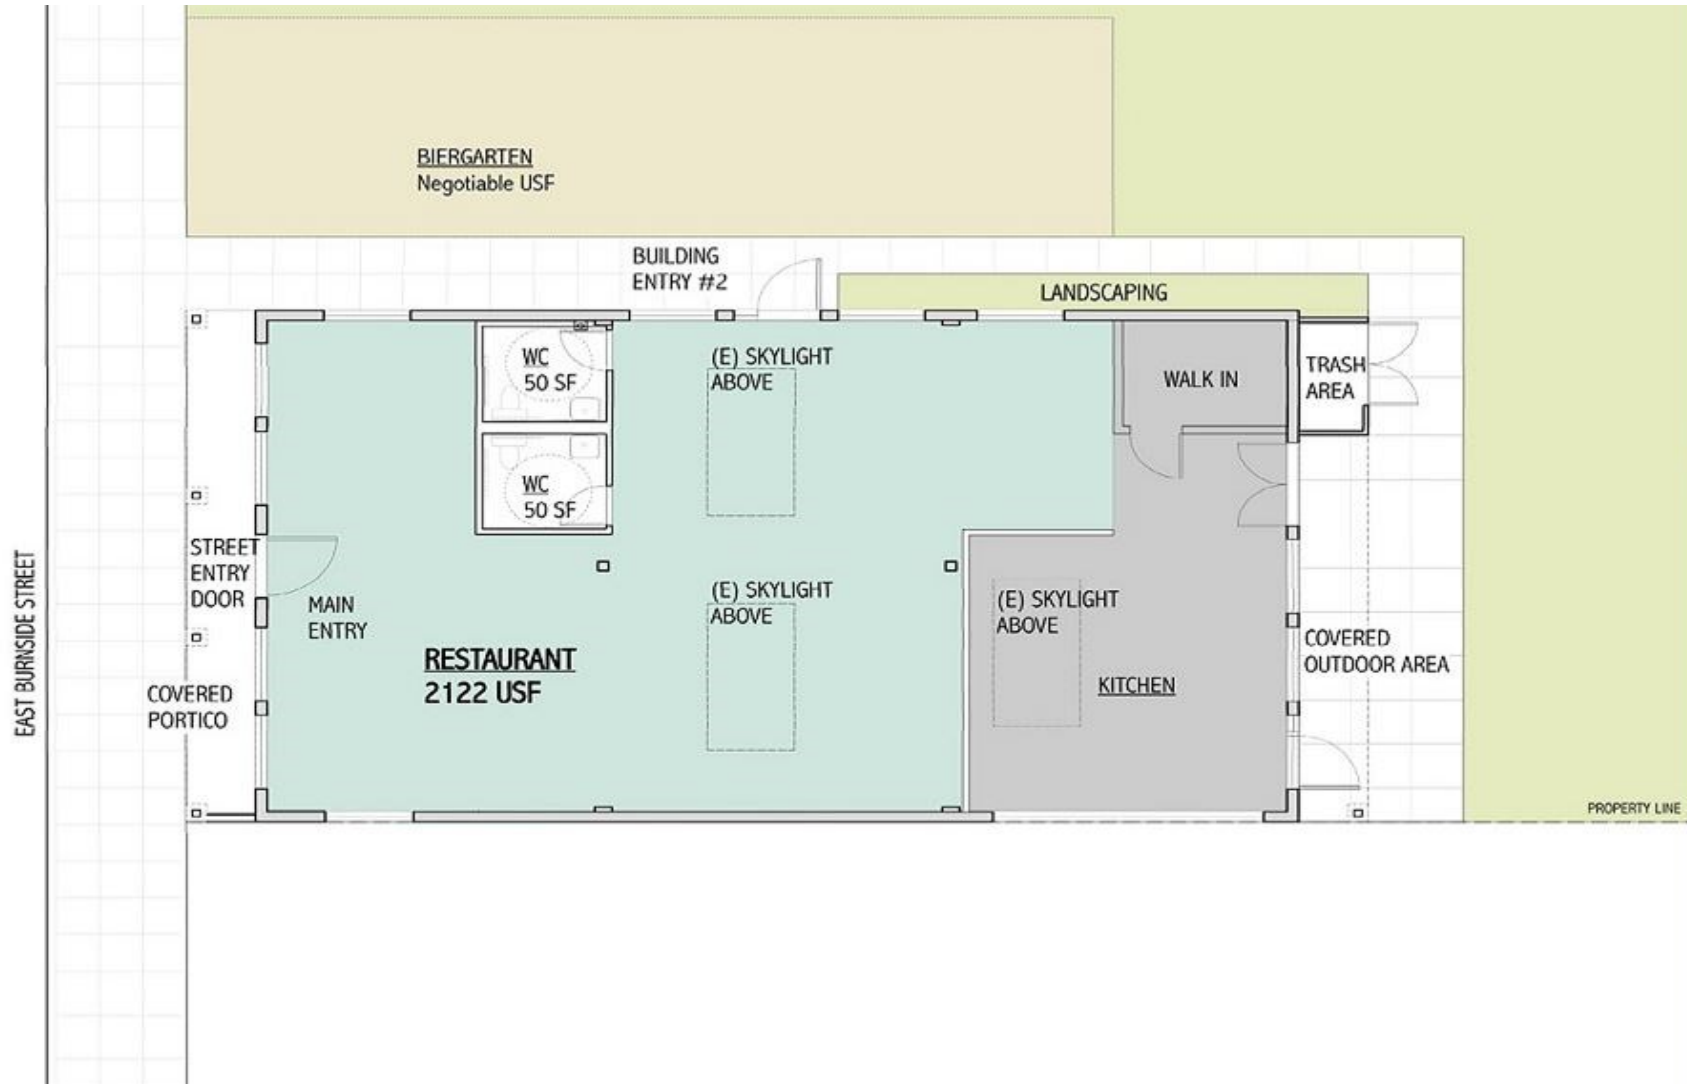 BIERGARTEN
Negotiable USF
BUILDING
ENTRY #2
LANDSCAPING
WC
50 SF
(E) SKYLIGHT
ABOVE
WALK IN
TRASH
AREA
WC
50 SF
STREET
ENTRY
DOOR
MAIN
ENTRY
(E) SKYLIGHT
ABOVE
(E) SKYLIGHT
ABOVE
EAST BURNSIDE STREET
RESTAURANT
2122 USF
COVERED
OUTDOOR AREA
KITCHEN
COVERED
PORTICO
PROPERTY LINE